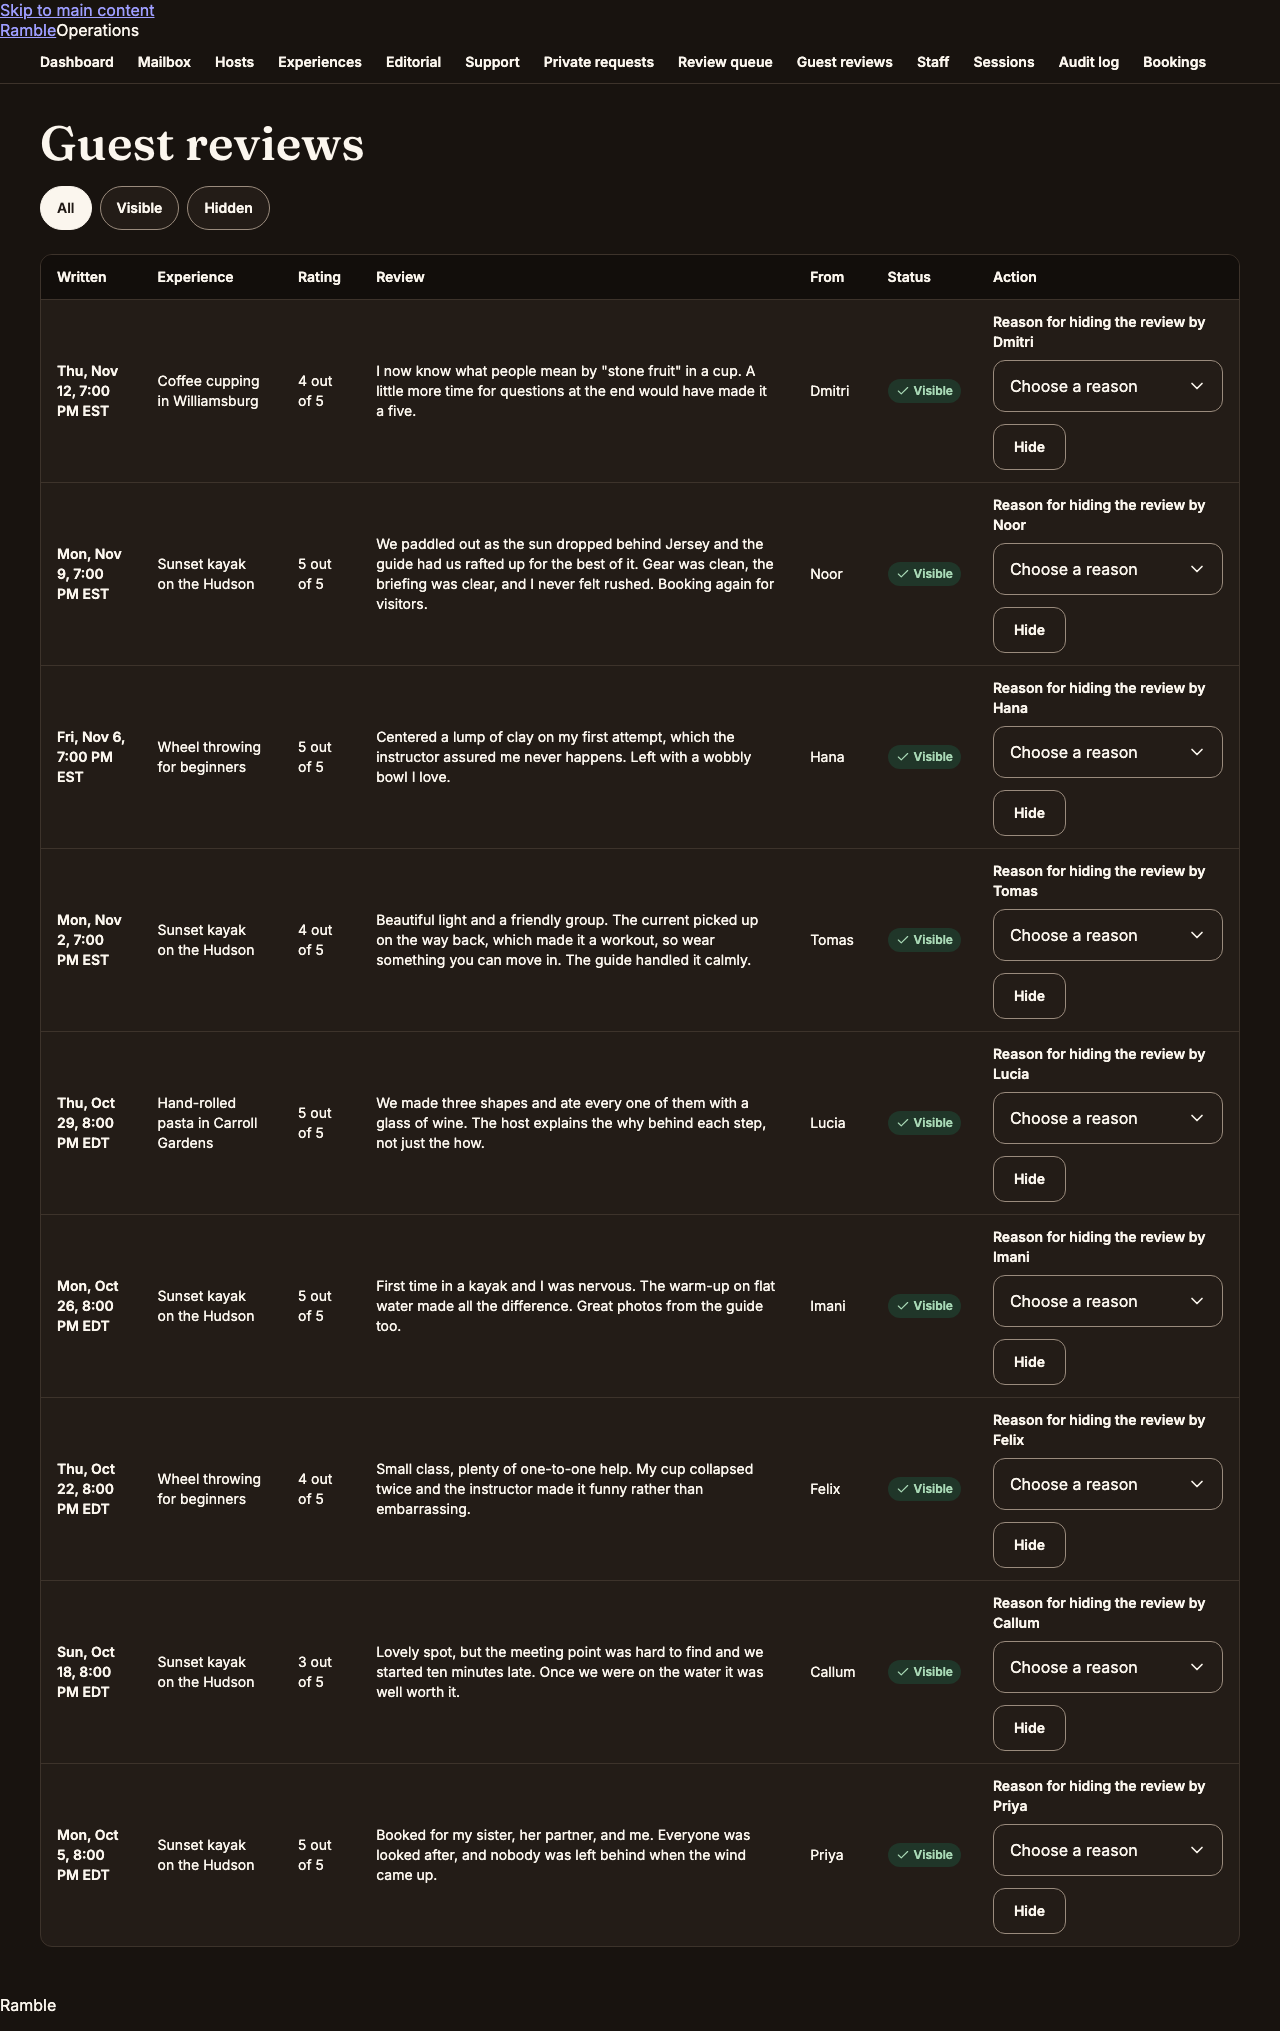 Skip to main content
RambleOperations
Dashboard Mailbox Hosts Experiences Editorial Support Private requests Review queue Guest reviews Staff Sessions Audit log Bookings
Guest reviews
All Visible Hidden
Written Experience Rating Review From Status Action
Thu, Nov
12, 7:00
PM EST
Coffee cupping
in Williamsburg
4 out
of 5
I now know what people mean by "stone fruit" in a cup. A
little more time for questions at the end would have made it
a five.
Dmitri
Visible
Reason for hiding the review by
Dmitri
Choose a reason
Hide
Mon, Nov
9, 7:00
PM EST
Sunset kayak
on the Hudson
5 out
of 5
We paddled out as the sun dropped behind Jersey and the
guide had us rafted up for the best of it. Gear was clean, the
briefing was clear, and I never felt rushed. Booking again for
visitors.
Noor
Visible
Reason for hiding the review by
Noor
Choose a reason
Hide
Fri, Nov 6,
7:00 PM
EST
Wheel throwing
for beginners
5 out
of 5
Centered a lump of clay on my first attempt, which the
instructor assured me never happens. Left with a wobbly
bowl I love.
Hana
Visible
Reason for hiding the review by
Hana
Choose a reason
Hide
Mon, Nov
2, 7:00
PM EST
Sunset kayak
on the Hudson
4 out
of 5
Beautiful light and a friendly group. The current picked up
on the way back, which made it a workout, so wear
something you can move in. The guide handled it calmly.
Tomas
Visible
Reason for hiding the review by
Tomas
Choose a reason
Hide
Thu, Oct
29, 8:00
PM EDT
Hand-rolled
pasta in Carroll
Gardens
5 out
of 5
We made three shapes and ate every one of them with a
glass of wine. The host explains the why behind each step,
not just the how.
Lucia
Visible
Reason for hiding the review by
Lucia
Choose a reason
Hide
Mon, Oct
26, 8:00
PM EDT
Sunset kayak
on the Hudson
5 out
of 5
First time in a kayak and I was nervous. The warm-up on flat
water made all the difference. Great photos from the guide
too.
Imani
Visible
Reason for hiding the review by
Imani
Choose a reason
Hide
Thu, Oct
22, 8:00
PM EDT
Wheel throwing
for beginners
4 out
of 5
Small class, plenty of one-to-one help. My cup collapsed
twice and the instructor made it funny rather than
embarrassing.
Felix
Visible
Reason for hiding the review by
Felix
Choose a reason
Hide
Sun, Oct
18, 8:00
PM EDT
Sunset kayak
on the Hudson
3 out
of 5
Lovely spot, but the meeting point was hard to find and we
started ten minutes late. Once we were on the water it was
well worth it.
Callum
Visible
Reason for hiding the review by
Callum
Choose a reason
Hide
Mon, Oct
5, 8:00
PM EDT
Sunset kayak
on the Hudson
5 out
of 5
Booked for my sister, her partner, and me. Everyone was
looked after, and nobody was left behind when the wind
came up.
Priya
Visible
Reason for hiding the review by
Priya
Choose a reason
Hide
Ramble